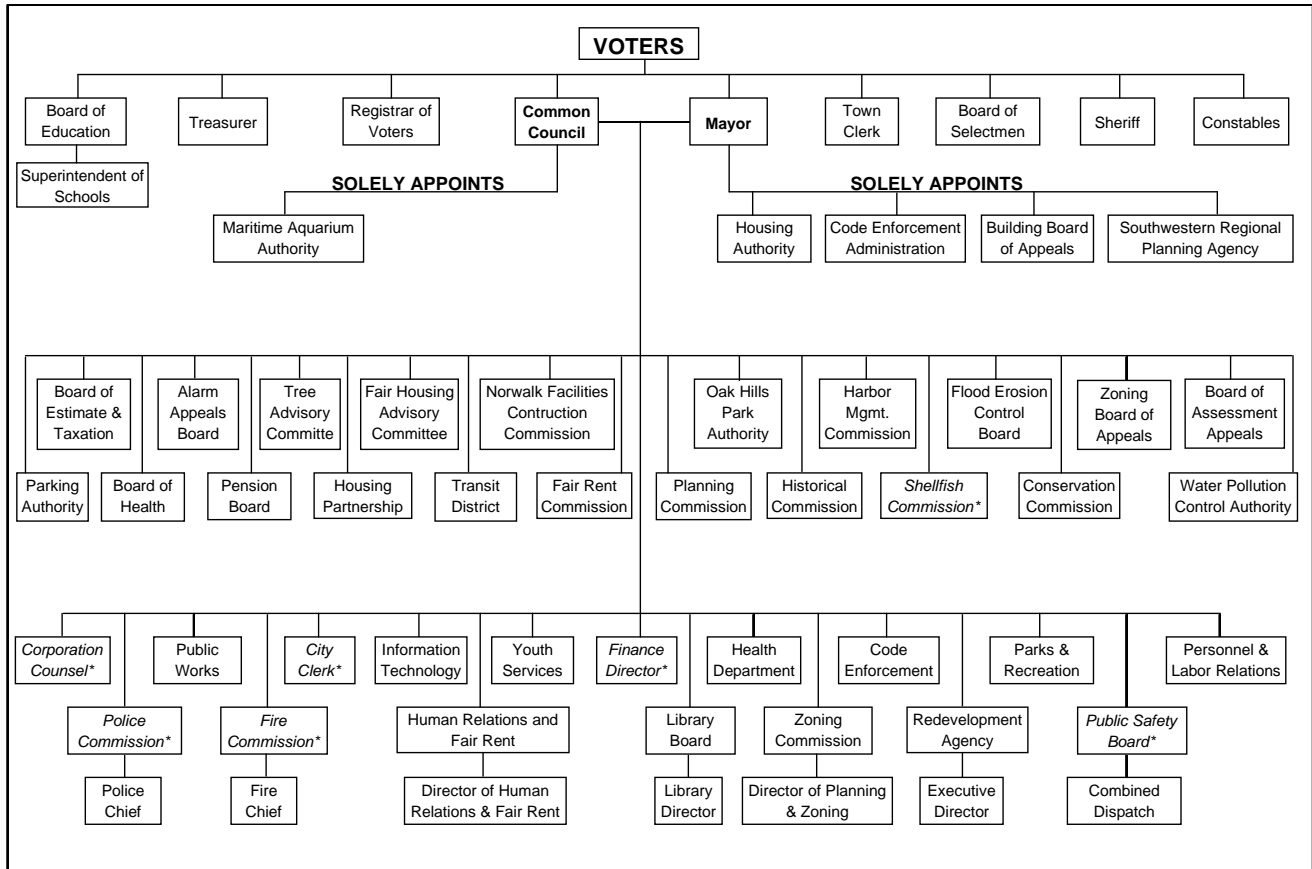 VOTERS
Board of
Education
Treasurer
Registrar of
Voters
Common
Council
Mayor
Town
Clerk
Board of
Selectmen
Sheriff
Constables
Superintendent of
Schools
SOLELY APPOINTS
SOLELY APPOINTS
Maritime Aquarium
Authority
Housing
Authority
Code Enforcement
Administration
Building Board
of Appeals
Southwestern Regional
Planning Agency
Board of
Estimate &
Taxation
Alarm
Appeals
Board
Tree
Advisory
Committe
Fair Housing
Advisory
Committee
Norwalk Facilities
Contruction
Commission
Oak Hills
Park
Authority
Harbor
Mgmt.
Commission
Flood Erosion
Control
Board
Zoning
Board of
Appeals
Board of
Assessment
Appeals
Parking
Authority
Board of
Health
Pension
Board
Housing
Partnership
Transit
District
Fair Rent
Commission
Planning
Commission
Historical
Commission
Shellfish
Commission*
Conservation
Commission
Water Pollution
Control Authority
Corporation
Counsel*
Public
Works
City
Clerk*
Information
Technology
Youth
Services
Finance
Director*
Health
Department
Code
Enforcement
Parks &
Recreation
Personnel &
Labor Relations
Police
Commission*
Fire
Commission*
Human Relations and
Fair Rent
Library
Board
Zoning
Commission
Redevelopment
Agency
Public Safety
Board*
Police
Chief
Fire
Chief
Director of Human
Relations & Fair Rent
Library
Director
Director of Planning
& Zoning
Executive
Director
Combined
Dispatch